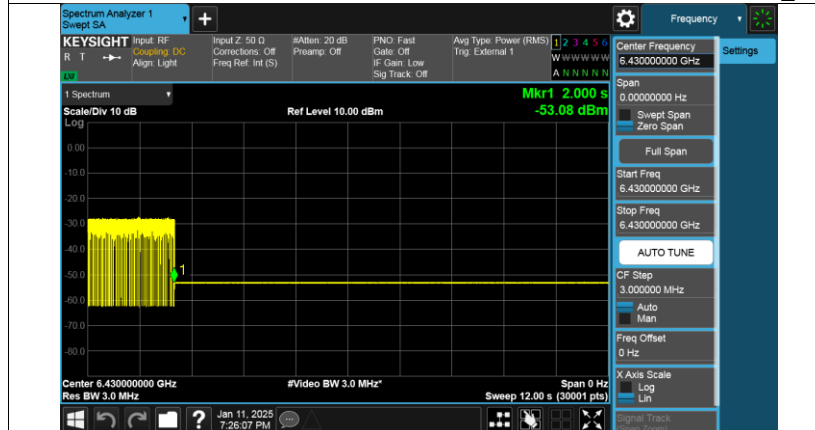 Spectrum Analyzer 1
Swept SA
+
Frequency
KEYSIGHT
R T
LXI
Input: RF
Coupling: DC
Align: Light
Input Z: 50 Ω
Corrections: Off
Freq Ref: Int (S)
#Atten: 20 dB
Preamp: Off
PNO: Fast
Gate: Off
IF Gain: Low
Sig Track: Off
Avg Type: Power (RMS)
Trig: External 1
1 2 3 4 5 6
W W W W W W
A N N N N N
1 Spectrum
Scale/Div 10 dB
Ref Level 10.00 dBm
Mkr1 2.000 s
-53.08 dBm
Log
0.00
-10.0
-20.0
-30.0
-40.0
-50.0
-60.0
-70.0
-80.0
1
Center 6.430000000 GHz
Res BW 3.0 MHz
#Video BW 3.0 MHz*
Span 0 Hz
Sweep 12.00 s (30001 pts)
Center Frequency
6.430000000 GHz
Settings
Span
0.00000000 Hz
Swept Span
Zero Span
Full Span
Start Freq
6.430000000 GHz
Stop Freq
6.430000000 GHz
AUTO TUNE
CF Step
3.000000 MHz
Auto
Man
Freq Offset
0 Hz
X Axis Scale
Log
Lin
Signal Track
(Span Zoom)
?
Jan 11, 2025
7:26:07 PM